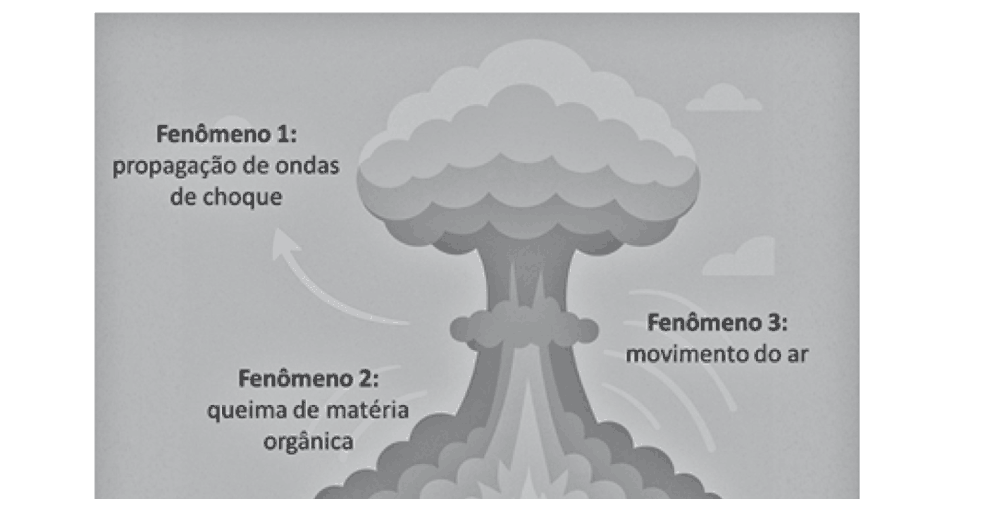 Fenômeno 1:
propagação de ondas
de choque
Fenômeno 3:
movimento do ar
Fenômeno 2:
queima de matéria
orgânica